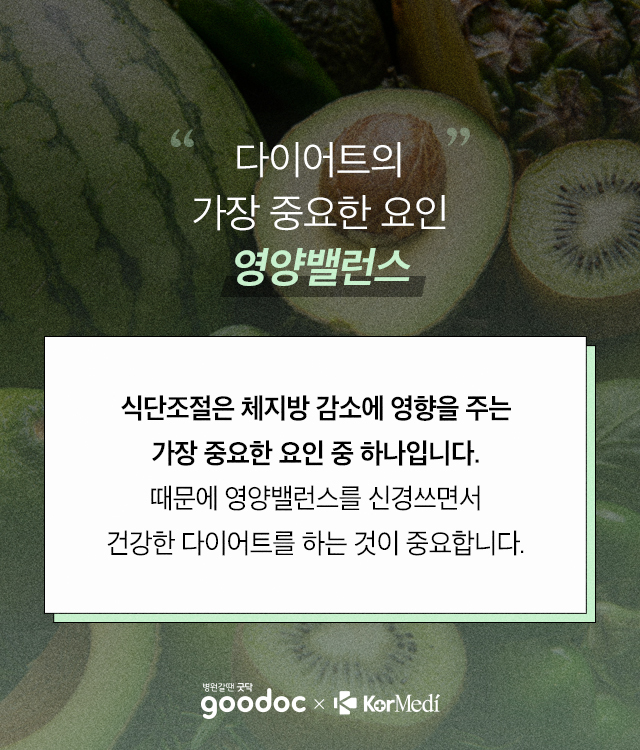 “ 다이어트의 ”
가장 중요한 요인
영양밸런스
식단조절은 체지방 감소에 영향을 주는
가장 중요한 요인 중 하나입니다.
때문에 영양밸런스를 신경쓰면서
건강한 다이어트를 하는 것이 중요합니다.
병원갈땐 굿닥
goodoc × KorMedi